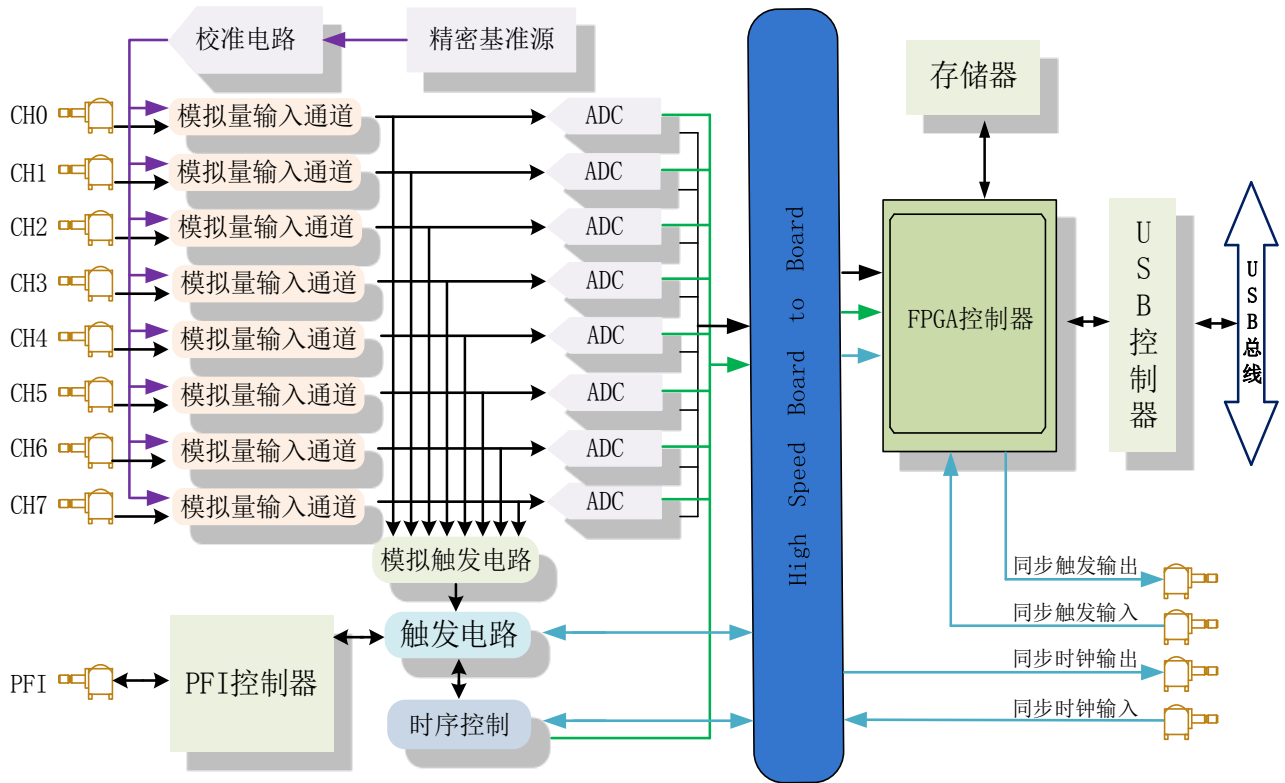 校准电路
精密基准源
存储器
CH0
模拟量输入通道
ADC
CH1
模拟量输入通道
ADC
CH2
模拟量输入通道
ADC
CH3
模拟量输入通道
ADC
CH4
模拟量输入通道
ADC
CH5
模拟量输入通道
ADC
CH6
模拟量输入通道
ADC
CH7
模拟量输入通道
ADC
High Speed Board to Board
FPGA控制器
USB控制器
USB总线
模拟触发电路
触发电路
时序控制
PFI
PFI控制器
同步触发输出
同步触发输入
同步时钟输出
同步时钟输入